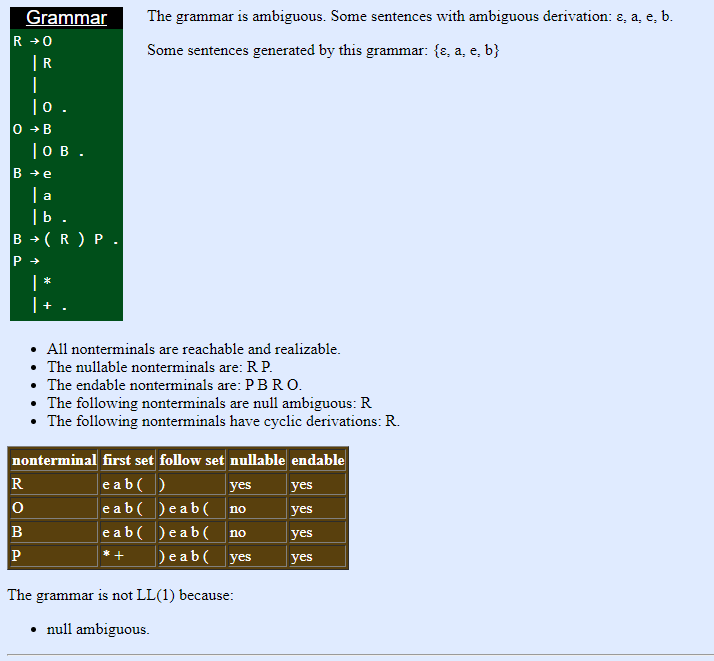 Grammar
R → O
| R
|
| O .
O → B
| O B .
B → e
| a
| b .
B → ( R ) P .
P →
| *
| + .
The grammar is ambiguous. Some sentences with ambiguous derivation: ε, a, e, b.
Some sentences generated by this grammar: {ε, a, e, b}
• All nonterminals are reachable and realizable.
• The nullable nonterminals are: R P.
• The endable nonterminals are: P B R O.
• The following nonterminals are null ambiguous: R
• The following nonterminals have cyclic derivations: R.
nonterminal first set follow set nullable endable
R e a b ( ) yes yes
O e a b ( ) e a b ( no yes
B e a b ( ) e a b ( no yes
P * + ) e a b ( yes yes
The grammar is not LL(1) because:
• null ambiguous.